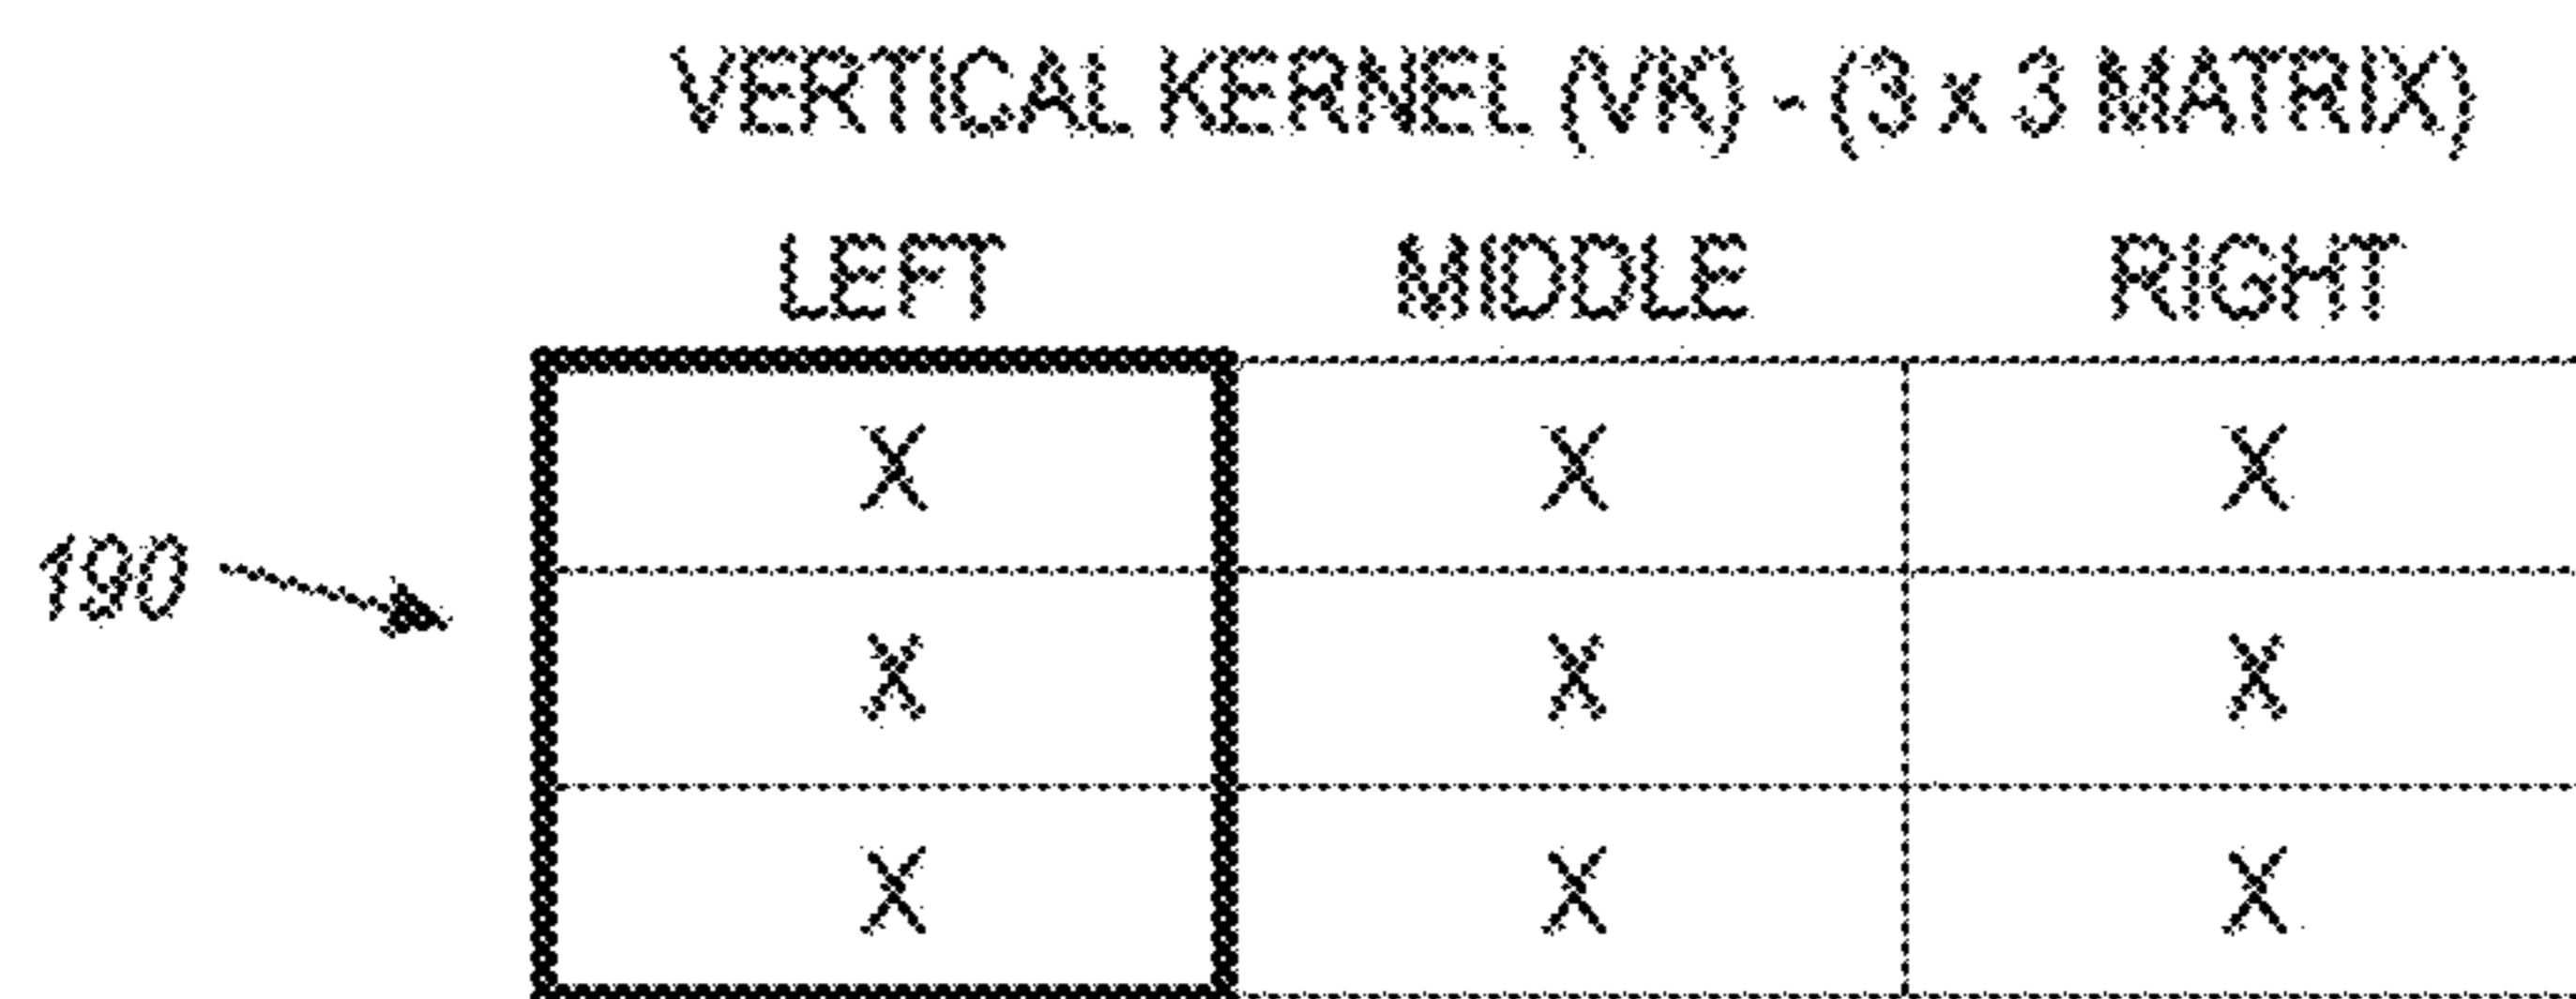 VERTICAL KERNEL (VK) - (3 x 3 MATRIX)
LEFT MIDDLE RIGHT
X X X
190
X X X
X X X